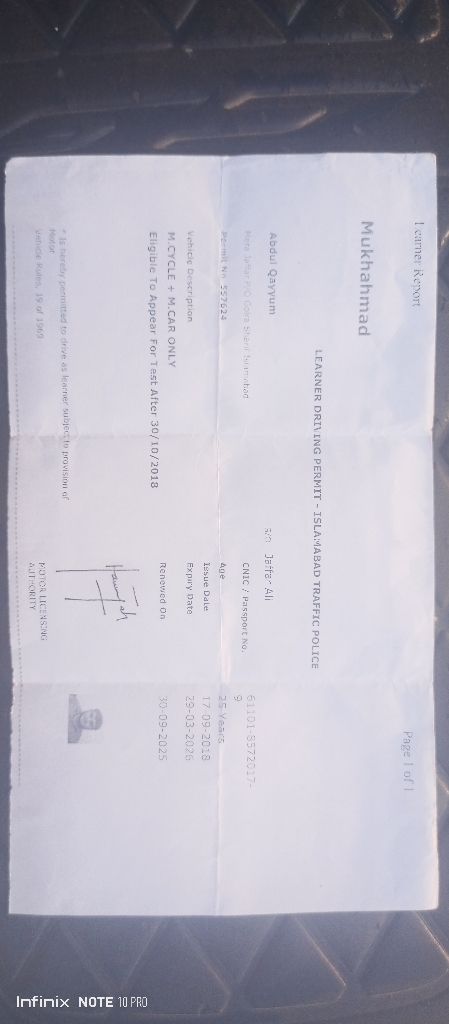 Learner Report
Page 1 of 1
Mukhahmad
LEARNER DRIVING PERMIT - ISLAMABAD TRAFFIC POLICE
Abdul Qayyum S/O Jaffar Ali
CNIC / Passport No. 61101-8572017-9
Permit No 557624 Age 25 Years
Issue Date 17-09-2018
Vehicle Description Expiry Date 29-03-2026
M.CYCLE + M.CAR ONLY
Eligible To Appear For Test After 30/10/2018 Renewed On 30-09-2025
* Is hereby permitted to drive as learner subject to provision of
Motor
Vehicle Rules, 19 of 1969
MOTOR LICENSING
AUTHORITY
Infinix NOTE 10 PRO